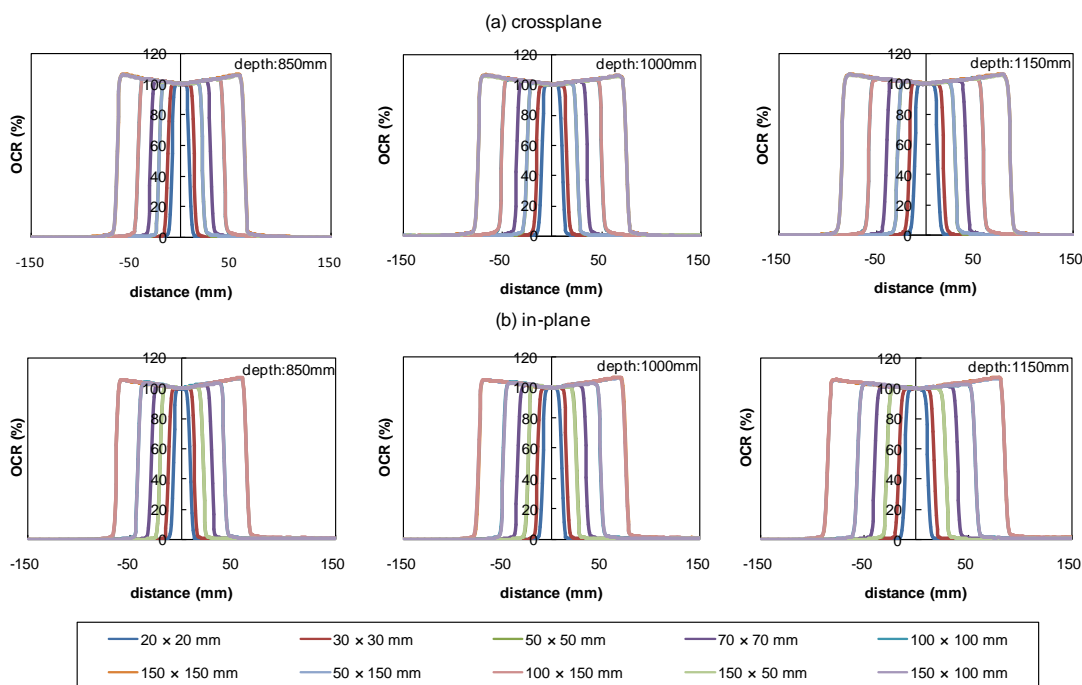 (a) crossplane
120
100
80
60
40
20
0
depth:850mm
OCR (%)
-150
-50
50
150
distance (mm)
120
100
80
60
40
20
0
depth:1000mm
OCR (%)
-150
-50
50
150
distance (mm)
120
100
80
60
40
20
0
depth:1150mm
OCR (%)
-150
-50
50
150
distance (mm)
(b) in-plane
120
100
80
60
40
20
0
depth:850mm
OCR (%)
-150
-50
50
150
distance (mm)
120
100
80
60
40
20
0
depth:1000mm
OCR (%)
-150
-50
50
150
distance (mm)
120
100
80
60
40
20
0
depth:1150mm
OCR (%)
-150
-50
50
150
distance (mm)
20 × 20 mm
30 × 30 mm
50 × 50 mm
70 × 70 mm
100 × 100 mm
150 × 150 mm
50 × 150 mm
100 × 150 mm
150 × 50 mm
150 × 100 mm